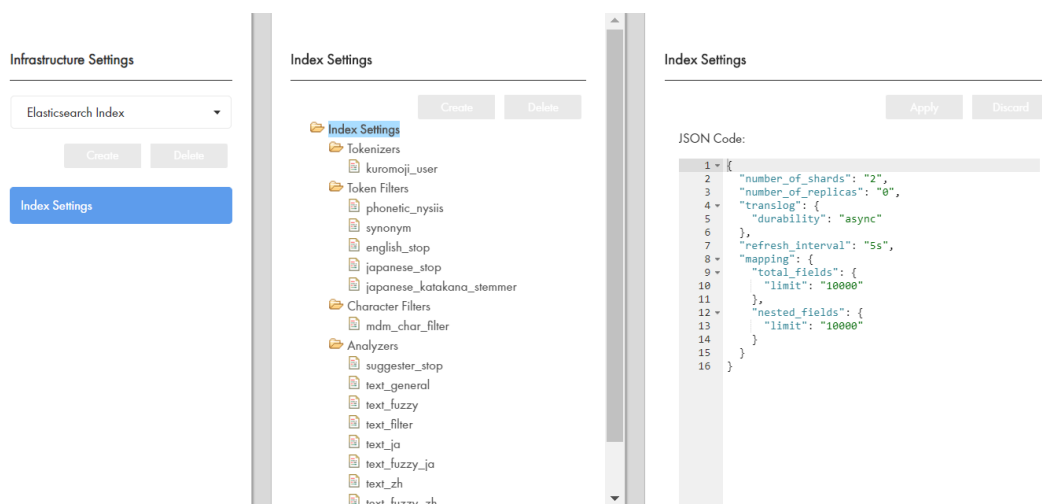 Infrastructure Settings
Elasticsearch Index
Create Delete
Index Settings
Index Settings
Create Delete
Index Settings
Tokenizers
kuromoji_user
Token Filters
phonetic_nysiis
synonym
english_stop
japanese_stop
japanese_katakana_stemmer
Character Filters
mdm_char_filter
Analyzers
suggester_stop
text_general
text_fuzzy
text_filter
text_ja
text_fuzzy_ja
text_zh
text_fuzzy_zh
Index Settings
Apply Discard
JSON Code:
1 {
2 "number_of_shards": "2",
3 "number_of_replicas": "0",
4 "translog": {
5 "durability": "async"
6 },
7 "refresh_interval": "5s",
8 "mapping": {
9 "total_fields": {
10 "limit": "10000"
11 },
12 "nested_fields": {
13 "limit": "10000"
14 }
15 }
16 }